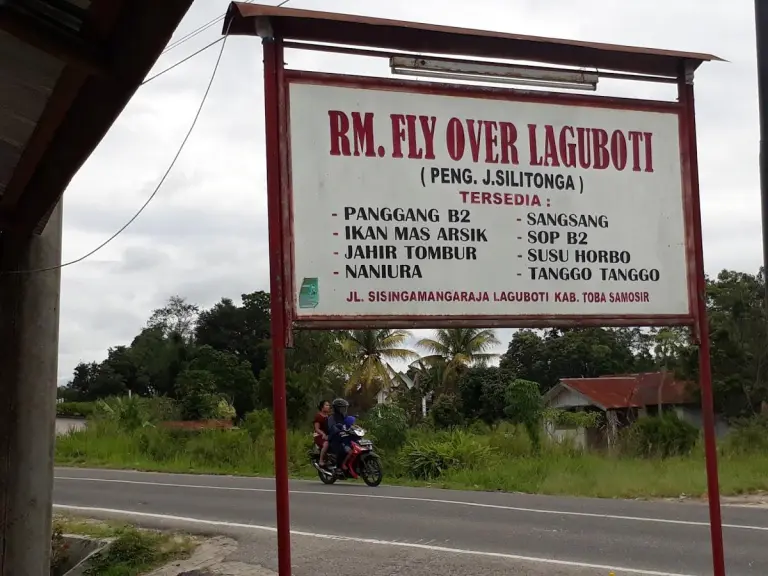 RM. FLY OVER LAGUBOTI
( PENG. J.SILITONGA )
TERSEDIA :
- PANGGANG B2
- IKAN MAS ARSIK
- JAHIR TOMBUR
- NANIURA
- SANGSANG
- SOP B2
- SUSU HORBO
- TANGGO TANGGO
JL. SISINGAMANGARAJA LAGUBOTI KAB. TOBA SAMOSIR